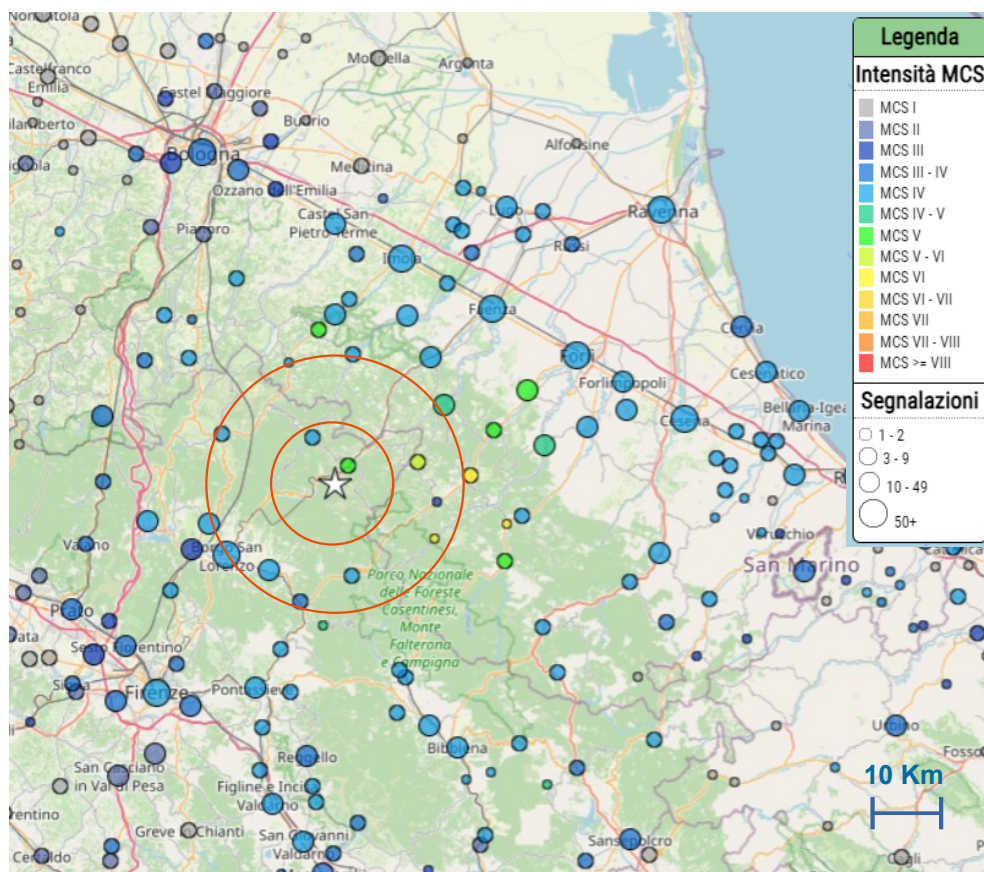 Nonantola
Castelfranco
Emilia
Castel Maggiore
Molinella
Argenta
Budrio
Bologna
Ozzano dell'Emilia
Medicina
Alfonsine
Castel San
Pietro Terme
Lugo
Ravenna
Pianoro
Russi
Imola
Faenza
Cervia
Forlì
Forlimpopoli
Cesenatico
Cesena
Bellaria-Igea
Marina
Borgo San
Lorenzo
Vaiano
Verucchio
San Marino
Parco Nazionale
delle Foreste
Casentinesi,
Monte
Falterona
e Campigna
Prato
Sesto Fiorentino
Firenze
Pontassieve
Urbino
Bibbiena
Reggello
San Casciano
in Val di Pesa
Figline e Incisa
Valdarno
Greve in Chianti
San Giovanni
Valdarno
Sansepolcro
Certaldo
Cagli
Legenda
Intensità MCS
MCS I
MCS II
MCS III
MCS III - IV
MCS IV
MCS IV - V
MCS V
MCS V - VI
MCS VI
MCS VI - VII
MCS VII
MCS VII - VIII
MCS >= VIII
Segnalazioni
1 - 2
3 - 9
10 - 49
50+
10 Km